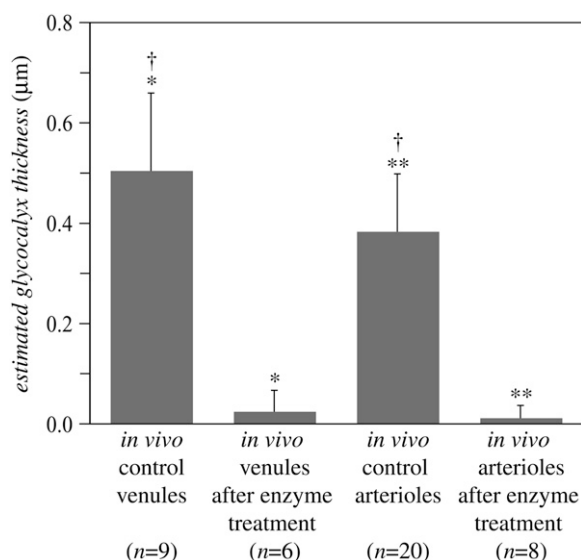 estimated glycocalyx thickness (μm)
0.8
0.6
0.4
0.2
0.0
†
*
*
†
**
**
in vivo
control
venules
(n=9)
in vivo
venules
after enzyme
treatment
(n=6)
in vivo
control
arterioles
(n=20)
in vivo
arterioles
after enzyme
treatment
(n=8)